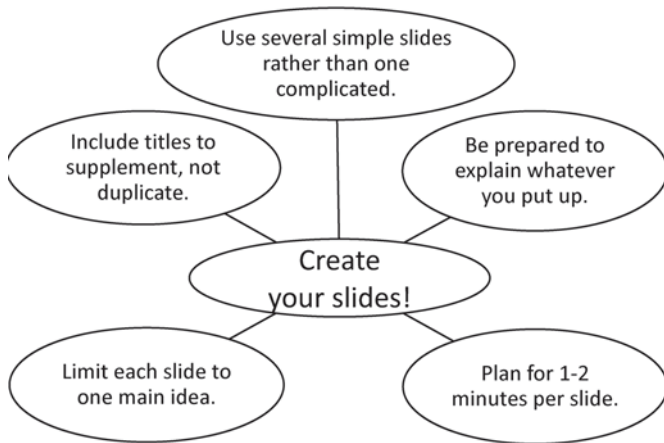 Use several simple slides
rather than one
complicated.
Include titles to
supplement, not
duplicate.
Be prepared to
explain whatever
you put up.
Create
your slides!
Limit each slide to
one main idea.
Plan for 1-2
minutes per slide.